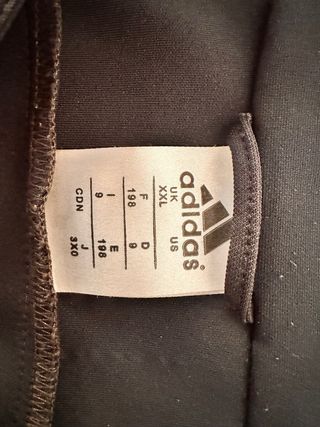 adidas®
UK US
XXL
F D
198 9
I E
9 198
CDN J
3XO